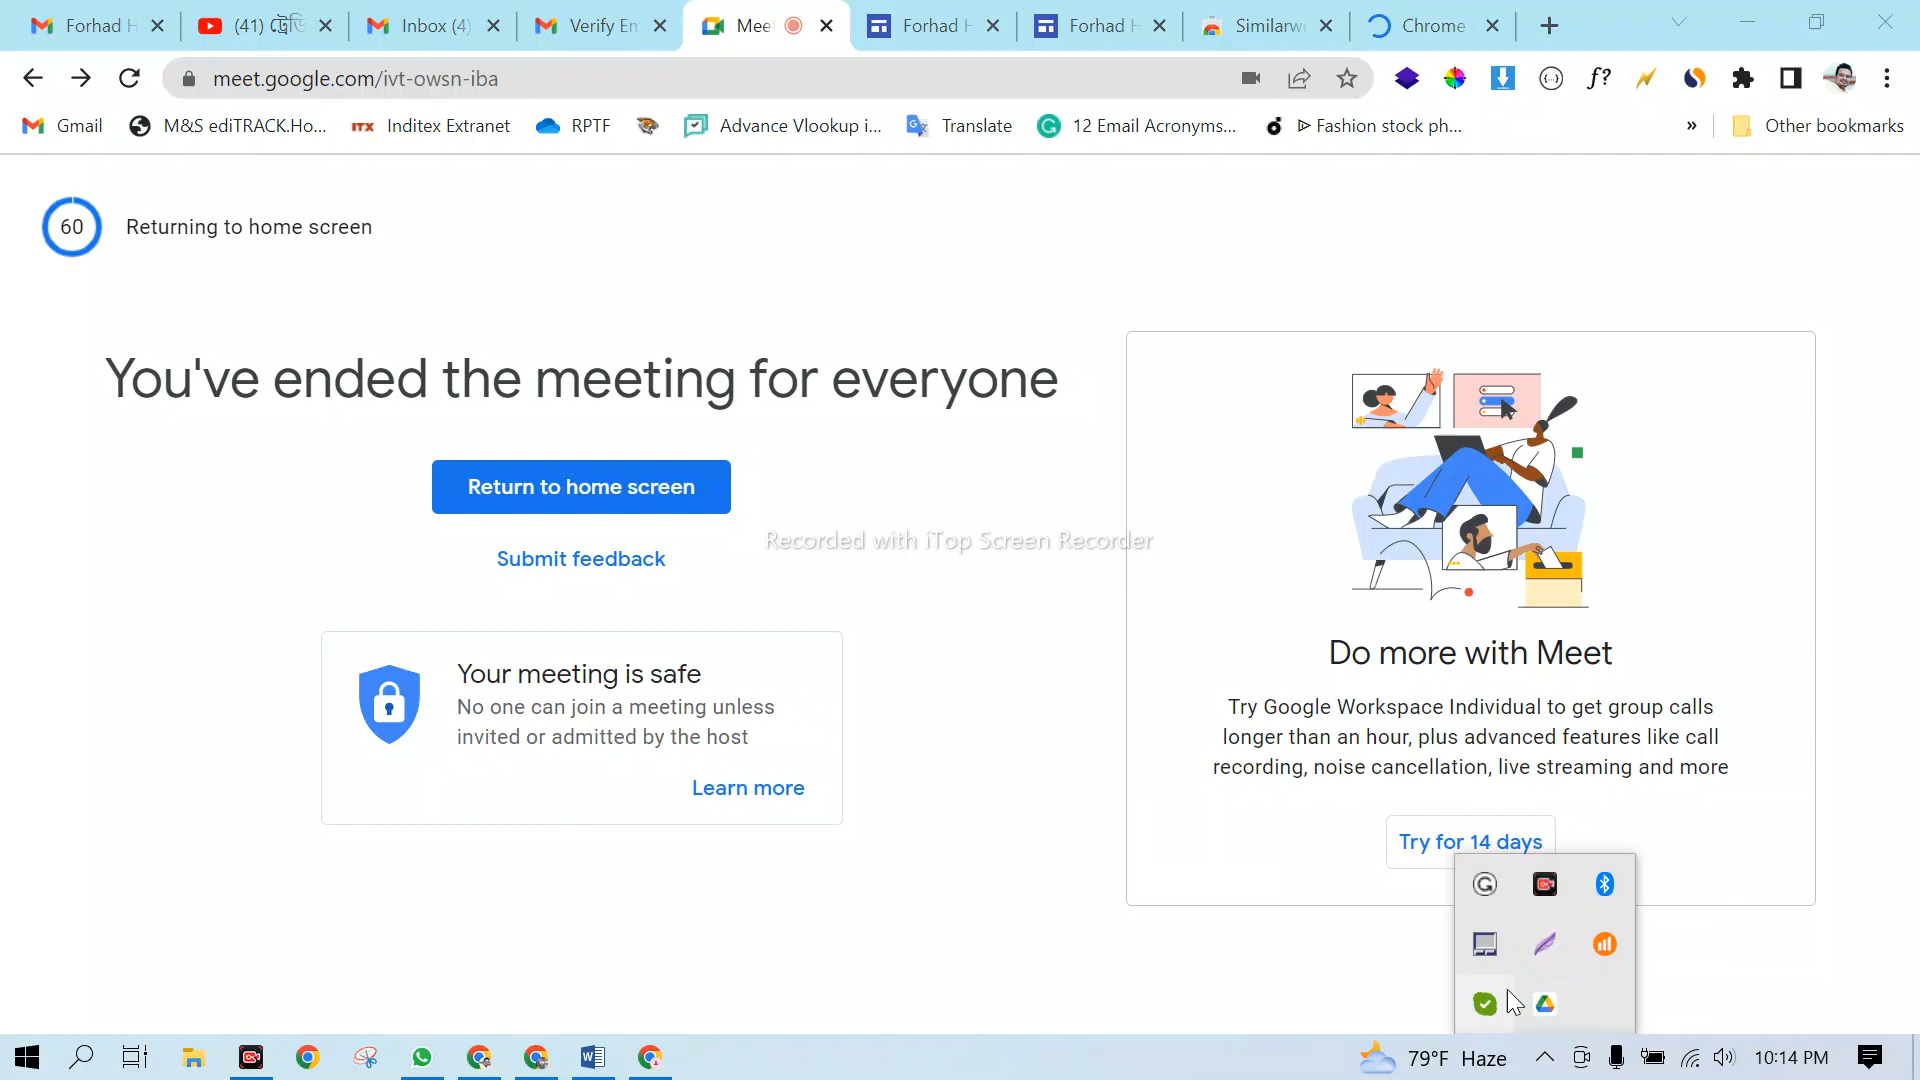 Forhad H
(41)
Inbox (4)
Verify Em
Mee
Forhad H
Forhad H
Similarwe
Chrome
meet.google.com/ivt-owsn-iba
f?
Gmail
M&S ediTRACK.Ho...
ITX Inditex Extranet
RPTF
Advance Vlookup i...
Translate
12 Email Acronyms...
ᐅ Fashion stock ph...
»
Other bookmarks
60
Returning to home screen
You've ended the meeting for everyone
Return to home screen
Submit feedback
Recorded with iTop Screen Recorder
Your meeting is safe
No one can join a meeting unless
invited or admitted by the host
Learn more
Do more with Meet
Try Google Workspace Individual to get group calls
longer than an hour, plus advanced features like call
recording, noise cancellation, live streaming and more
Try for 14 days
79°F Haze
10:14 PM